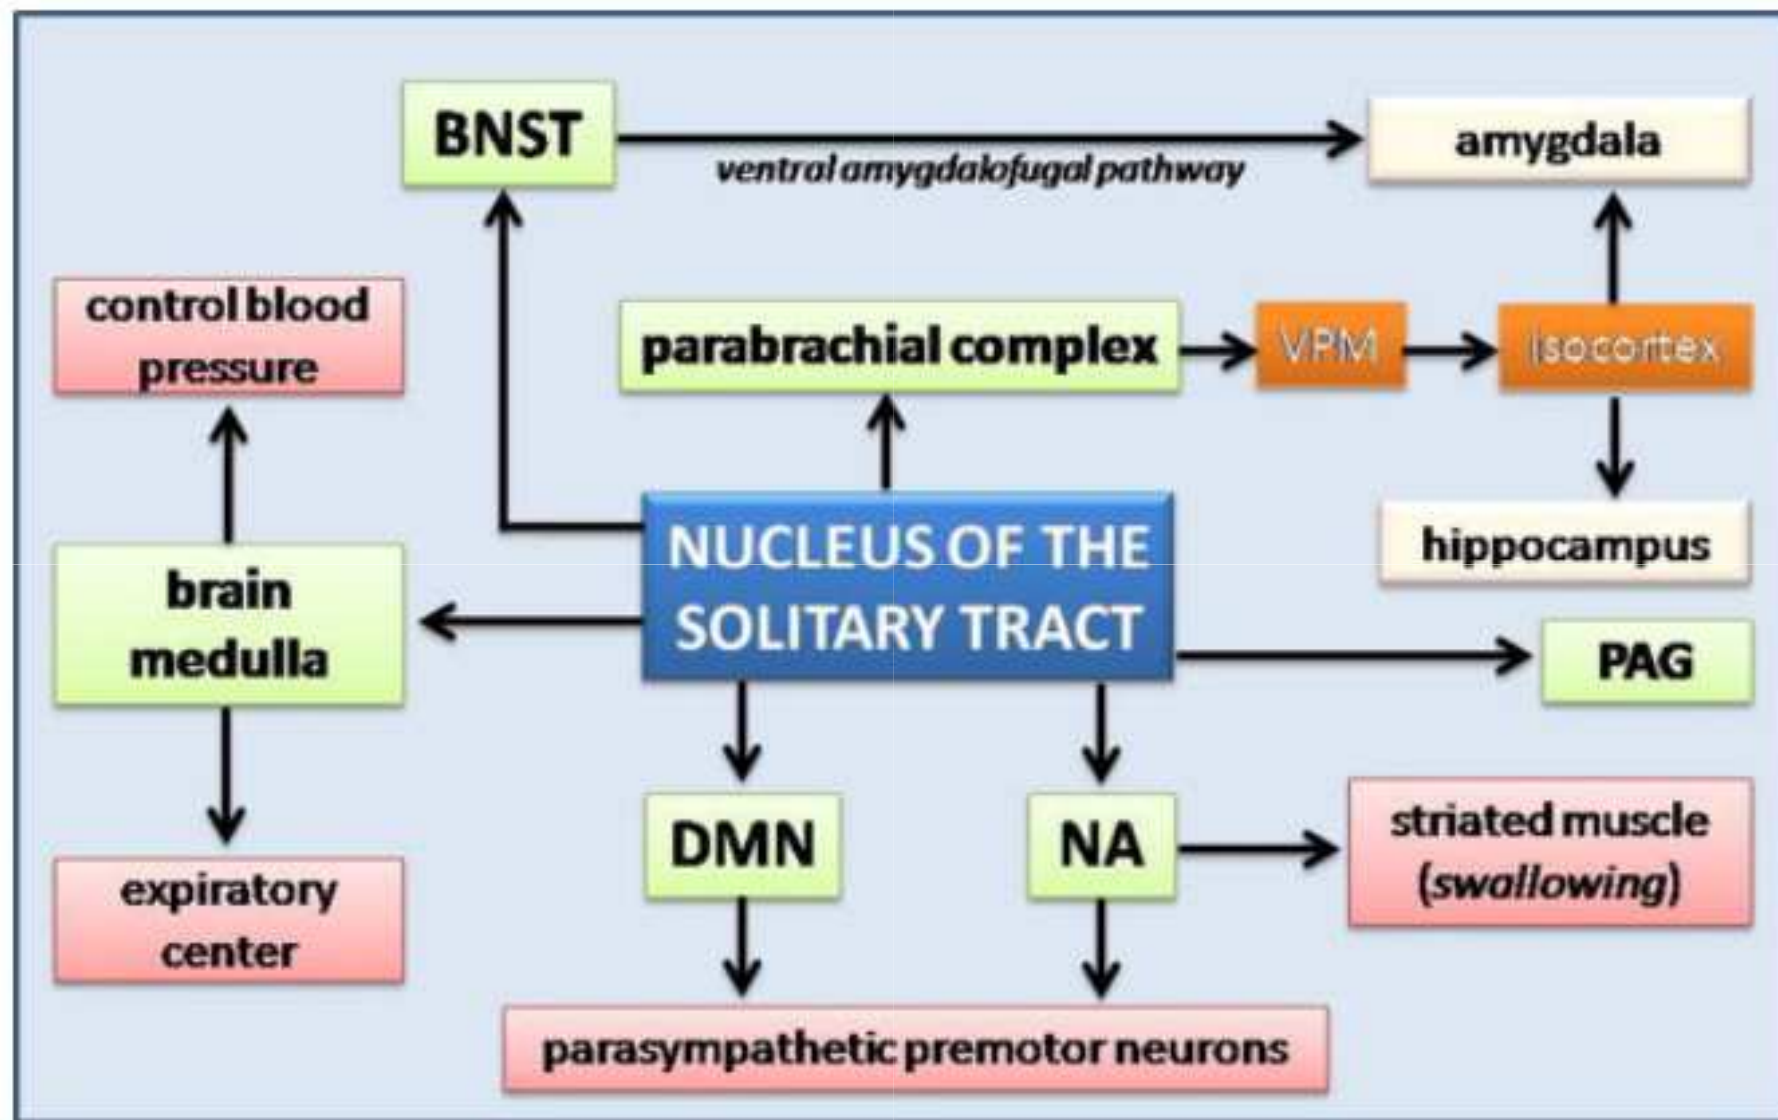 BNST
amygdala
ventral amygdalofugal pathway
control blood
pressure
parabrachial complex
VPM
isocortex
NUCLEUS OF THE
SOLITARY TRACT
hippocampus
brain
medulla
PAG
DMN
NA
striated muscle
(swallowing)
expiratory
center
parasympathetic premotor neurons